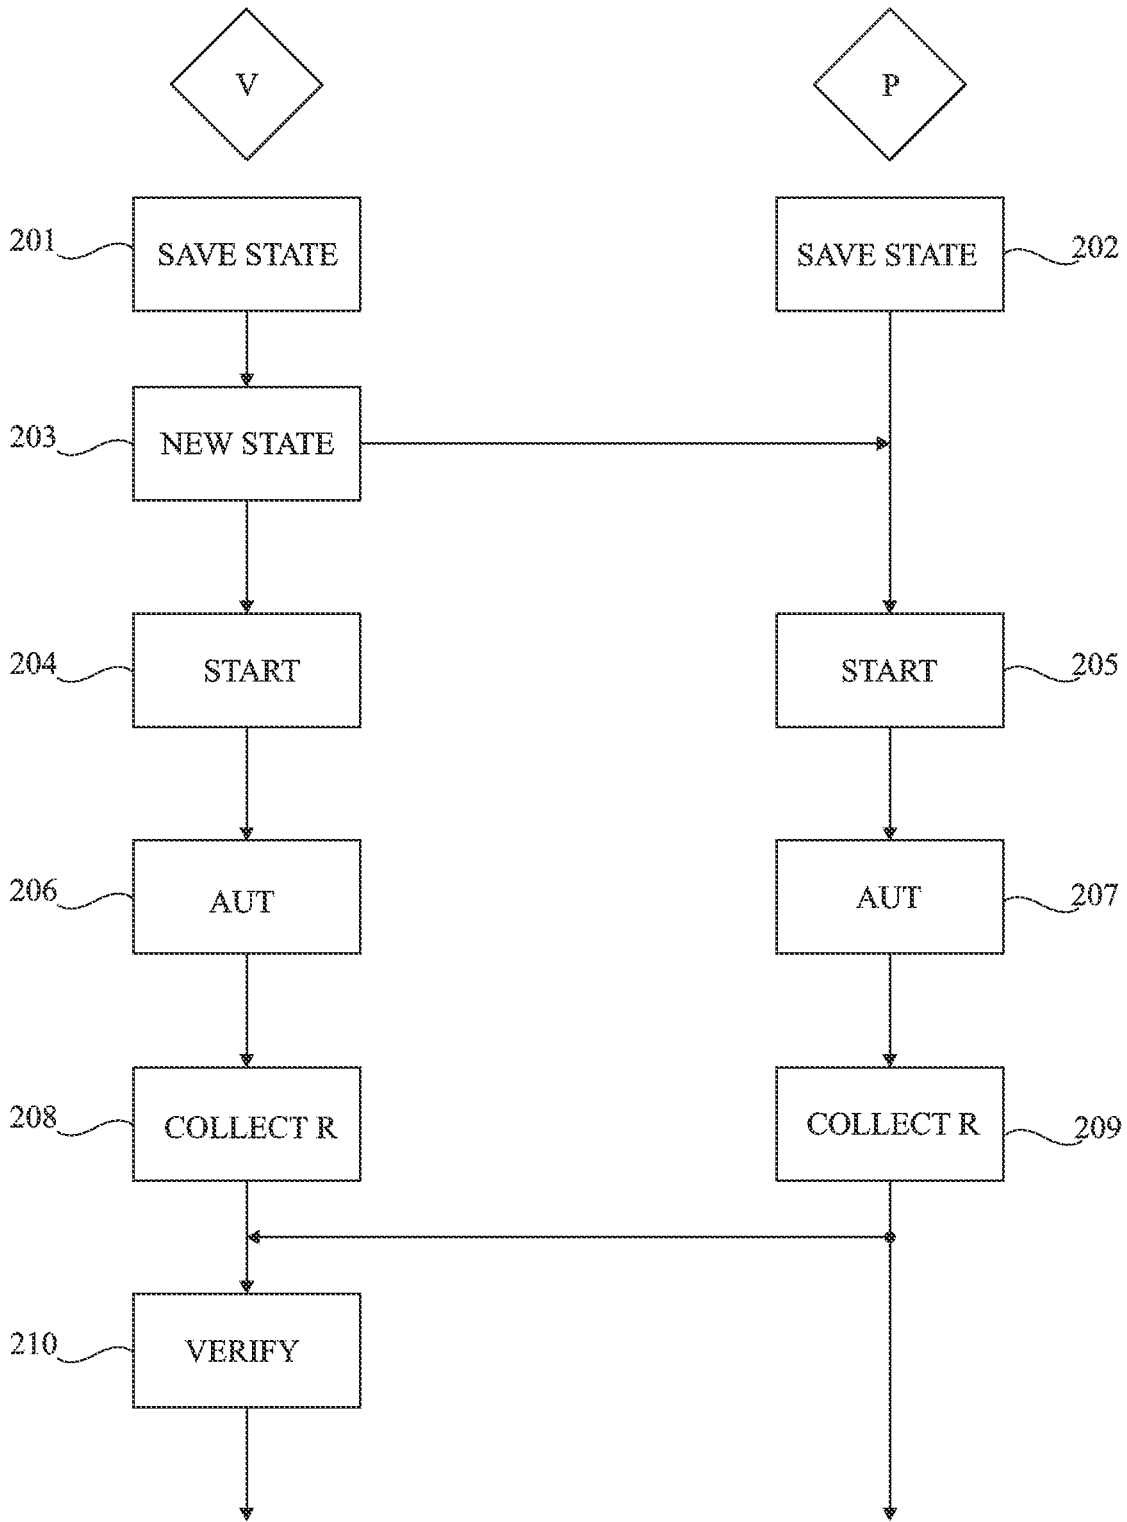 V
P
201
SAVE STATE
SAVE STATE
202
203
NEW STATE
204
START
START
205
206
AUT
AUT
207
208
COLLECT R
COLLECT R
209
210
VERIFY